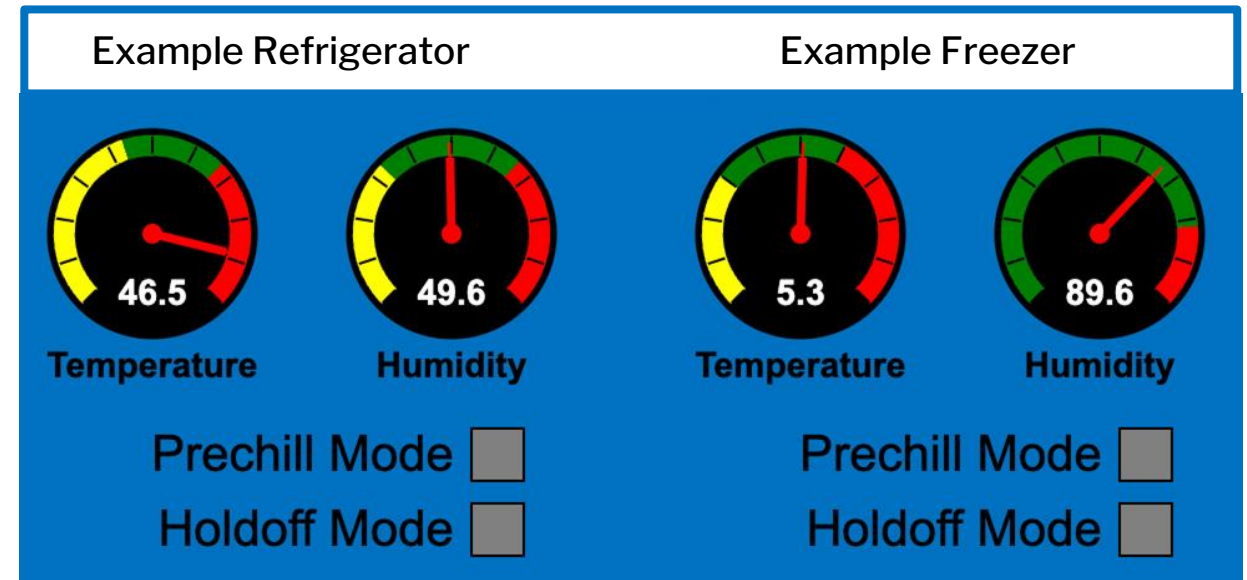 Example Refrigerator
Example Freezer
46.5
49.6
5.3
89.6
Temperature
Humidity
Temperature
Humidity
Prechill Mode
Prechill Mode
Holdoff Mode
Holdoff Mode